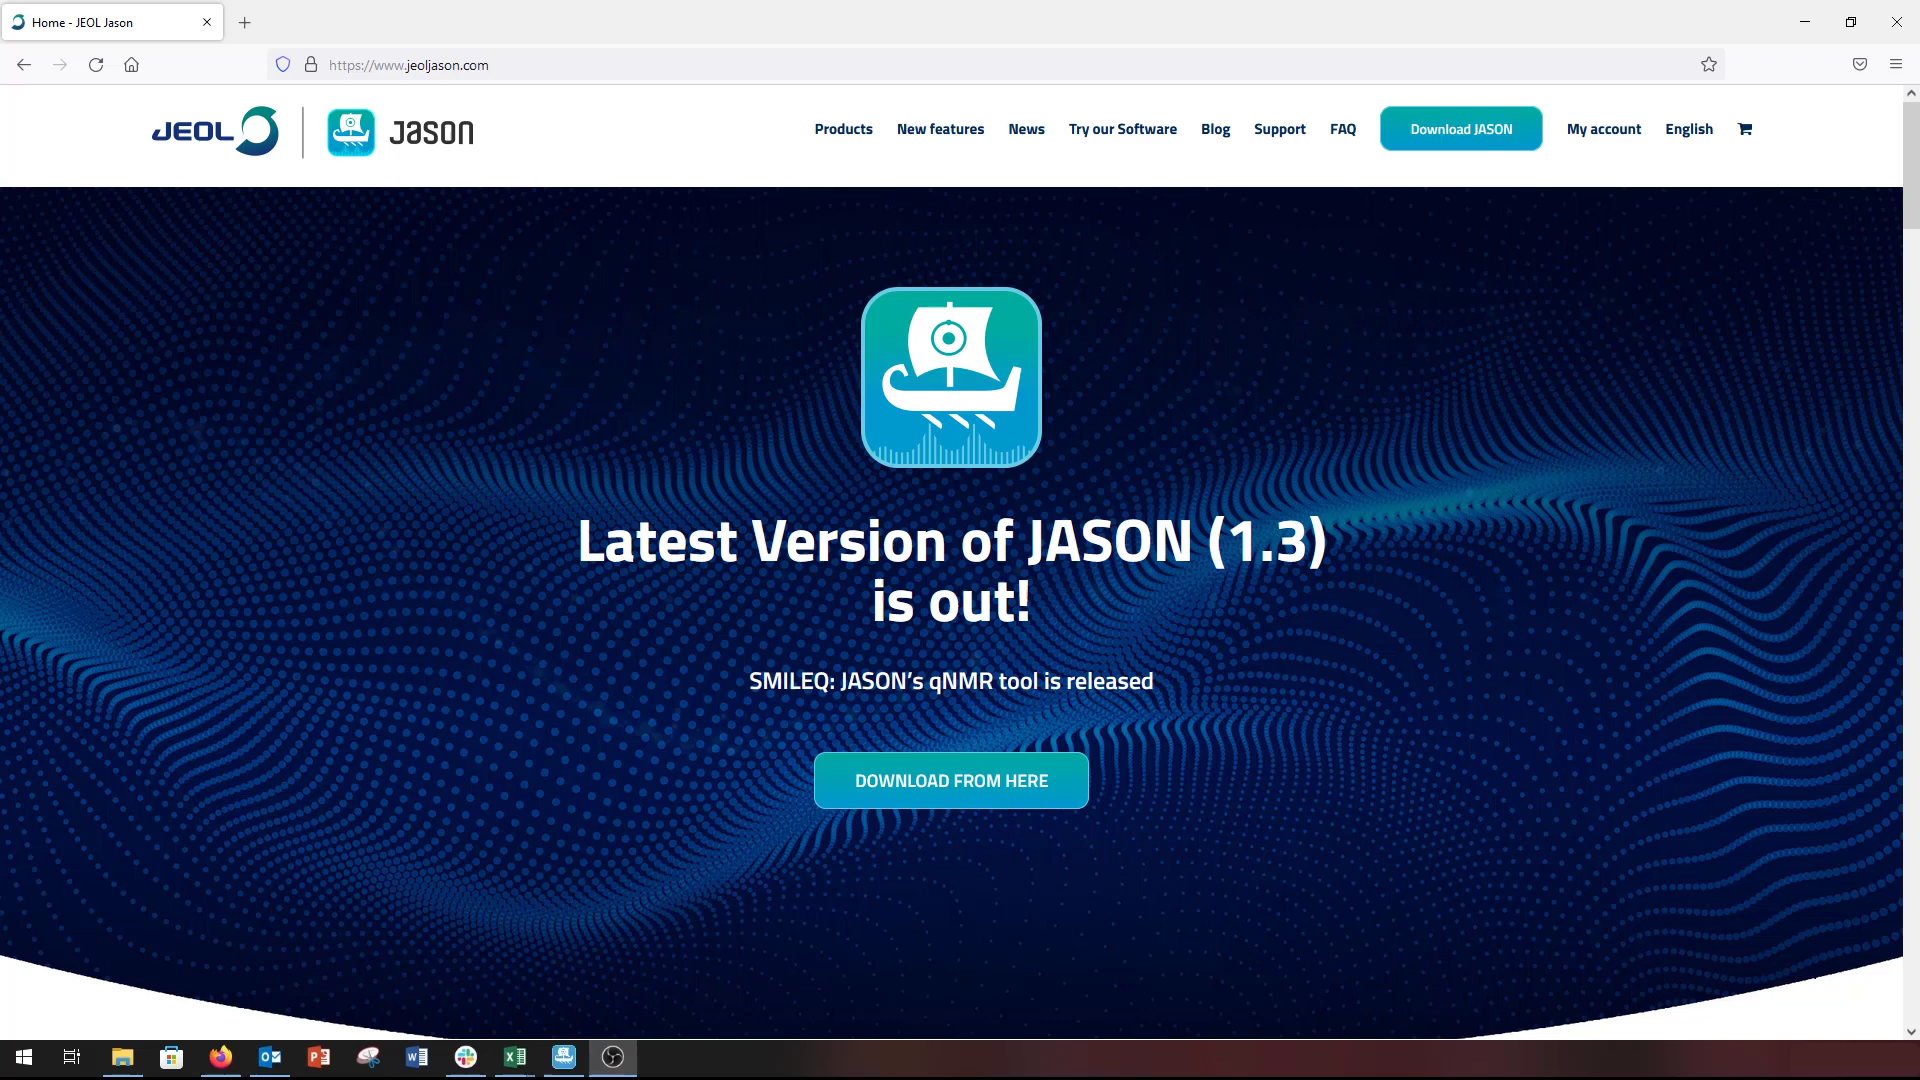 Home - JEOL Jason
https://www.jeoljason.com
JEOL Jason
Products New features News Try our Software Blog Support FAQ Download JASON My account English
Latest Version of JASON (1.3)
is out!
SMILEQ: JASON’s qNMR tool is released
DOWNLOAD FROM HERE